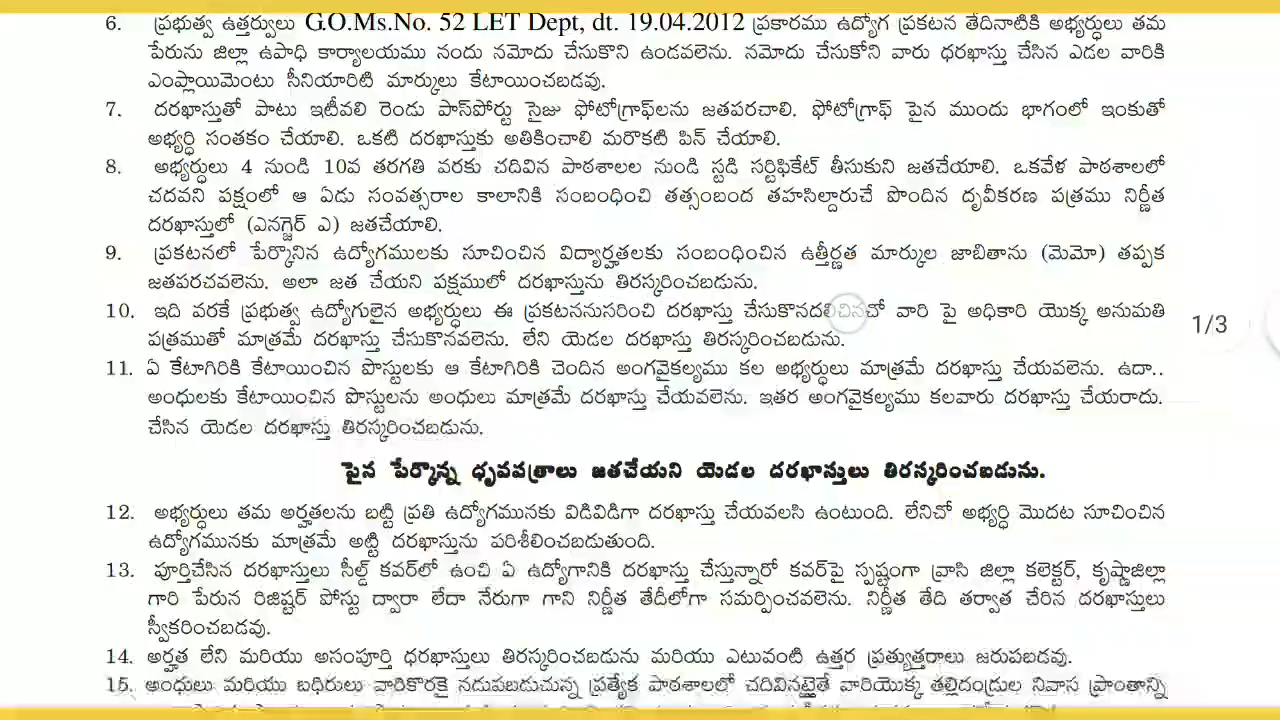 6. ప్రభుత్వ ఉత్తర్వులు G.O.Ms.No. 52 LET Dept, dt. 19.04.2012 ప్రకారము ఉద్యోగ ప్రకటన తేదినాటికి అభ్యర్ధులు తమ
పేరును జిల్లా ఉపాధి కార్యాలయము నందు నమోదు చేసుకొని ఉండవలెను. నమోదు చేసుకోని వారు ధరఖాస్తు చేసిన ఎడల వారికి
ఎంప్లాయిమెంటు సీనియారిటి మార్కులు కేటాయించబడవు.
7. దరఖాస్తుతో పాటు ఇటీవలి రెండు పాస్‌పోర్టు సైజు ఫోటోగ్రాఫ్‌లను జతపరచాలి. ఫోటోగ్రాఫ్ పైన ముందు భాగంలో ఇంకుతో
అభ్యర్ధి సంతకం చేయాలి. ఒకటి దరఖాస్తుకు అతికించాలి మరొకటి పిన్ చేయాలి.
8. అభ్యర్ధులు 4 నుండి 10వ తరగతి వరకు చదివిన పాఠశాలల నుండి స్టడి సర్టిఫికేట్ తీసుకుని జతచేయాలి. ఒకవేళ పాఠశాలలో
చదవని పక్షంలో ఆ ఏడు సంవత్సరాల కాలానికి సంబంధించి తత్సంబంద తహసిల్దారుచే పొందిన దృవీకరణ పత్రము నిర్ణీత
దరఖాస్తులో (ఎనగ్జెర్ ఎ) జతచేయాలి.
9. ప్రకటనలో పేర్కొనిన ఉద్యోగములకు సూచించిన విద్యార్హతలకు సంబంధించిన ఉత్తీర్ణత మార్కుల జాబితాను (మెమో) తప్పక
జతపరచవలెను. అలా జత చేయని పక్షములో దరఖాస్తును తిరస్కరించబడును.
10. ఇది వరకే ప్రభుత్వ ఉద్యోగులైన అభ్యర్ధులు ఈ ప్రకటననుసరించి దరఖాస్తు చేసుకొనదలిచినచో వారి పై అధికారి యొక్క అనుమతి
పత్రముతో మాత్రమే దరఖాస్తు చేసుకొనవలెను. లేని యెడల దరఖాస్తు తిరస్కరించబడును.
1/3
11. ఏ కేటాగిరికి కేటాయించిన పోస్టులకు ఆ కేటాగిరికి చెందిన అంగవైకల్యము కల అభ్యర్ధులు మాత్రమే దరఖాస్తు చేయవలెను. ఉదా..
అంధులకు కేటాయించిన పొస్టులను అంధులు మాత్రమే దరఖాస్తు చేయవలెను. ఇతర అంగవైకల్యము కలవారు దరఖాస్తు చేయరాదు.
చేసిన యెడల దరఖాస్తు తిరస్కరించబడును.
పైన పేర్కొన్న ధృవపత్రాలు జతచేయని యెడల దరఖాస్తులు తిరస్కరించబడును.
12. అభ్యర్ధులు తమ అర్హతలను బట్టి ప్రతి ఉద్యోగమునకు విడివిడిగా దరఖాస్తు చేయవలసి ఉంటుంది. లేనిచో అభ్యర్ధి మొదట సూచించిన
ఉద్యోగమునకు మాత్రమే అట్టి దరఖాస్తును పరిశీలించబడుతుంది.
13. పూర్తిచేసిన దరఖాస్తులు సీల్డ్ కవర్‌లో ఉంచి ఏ ఉద్యోగానికి దరఖాస్తు చేస్తున్నారో కవర్‌పై స్పష్టంగా వ్రాసి జిల్లా కలెక్టర్, కృష్ణాజిల్లా
గారి పేరున రిజిష్టర్ పోస్టు ద్వారా లేదా నేరుగా గాని నిర్ణీత తేదీలోగా సమర్పించవలెను. నిర్ణీత తేది తర్వాత చేరిన దరఖాస్తులు
స్వీకరించబడవు.
14. అర్హత లేని మరియు అసంపూర్తి ధరఖాస్తులు తిరస్కరించబడును మరియు ఎటువంటి ఉత్తర ప్రత్యుత్తరాలు జరుపబడవు.
15. అంధులు మరియు బధిరులు వారికొరకై నడుపబడుచున్న ప్రత్యేక పాఠశాలలో చదివినట్లైతే వారియొక్క తల్లిదండ్రుల నివాస ప్రాంతాన్ని